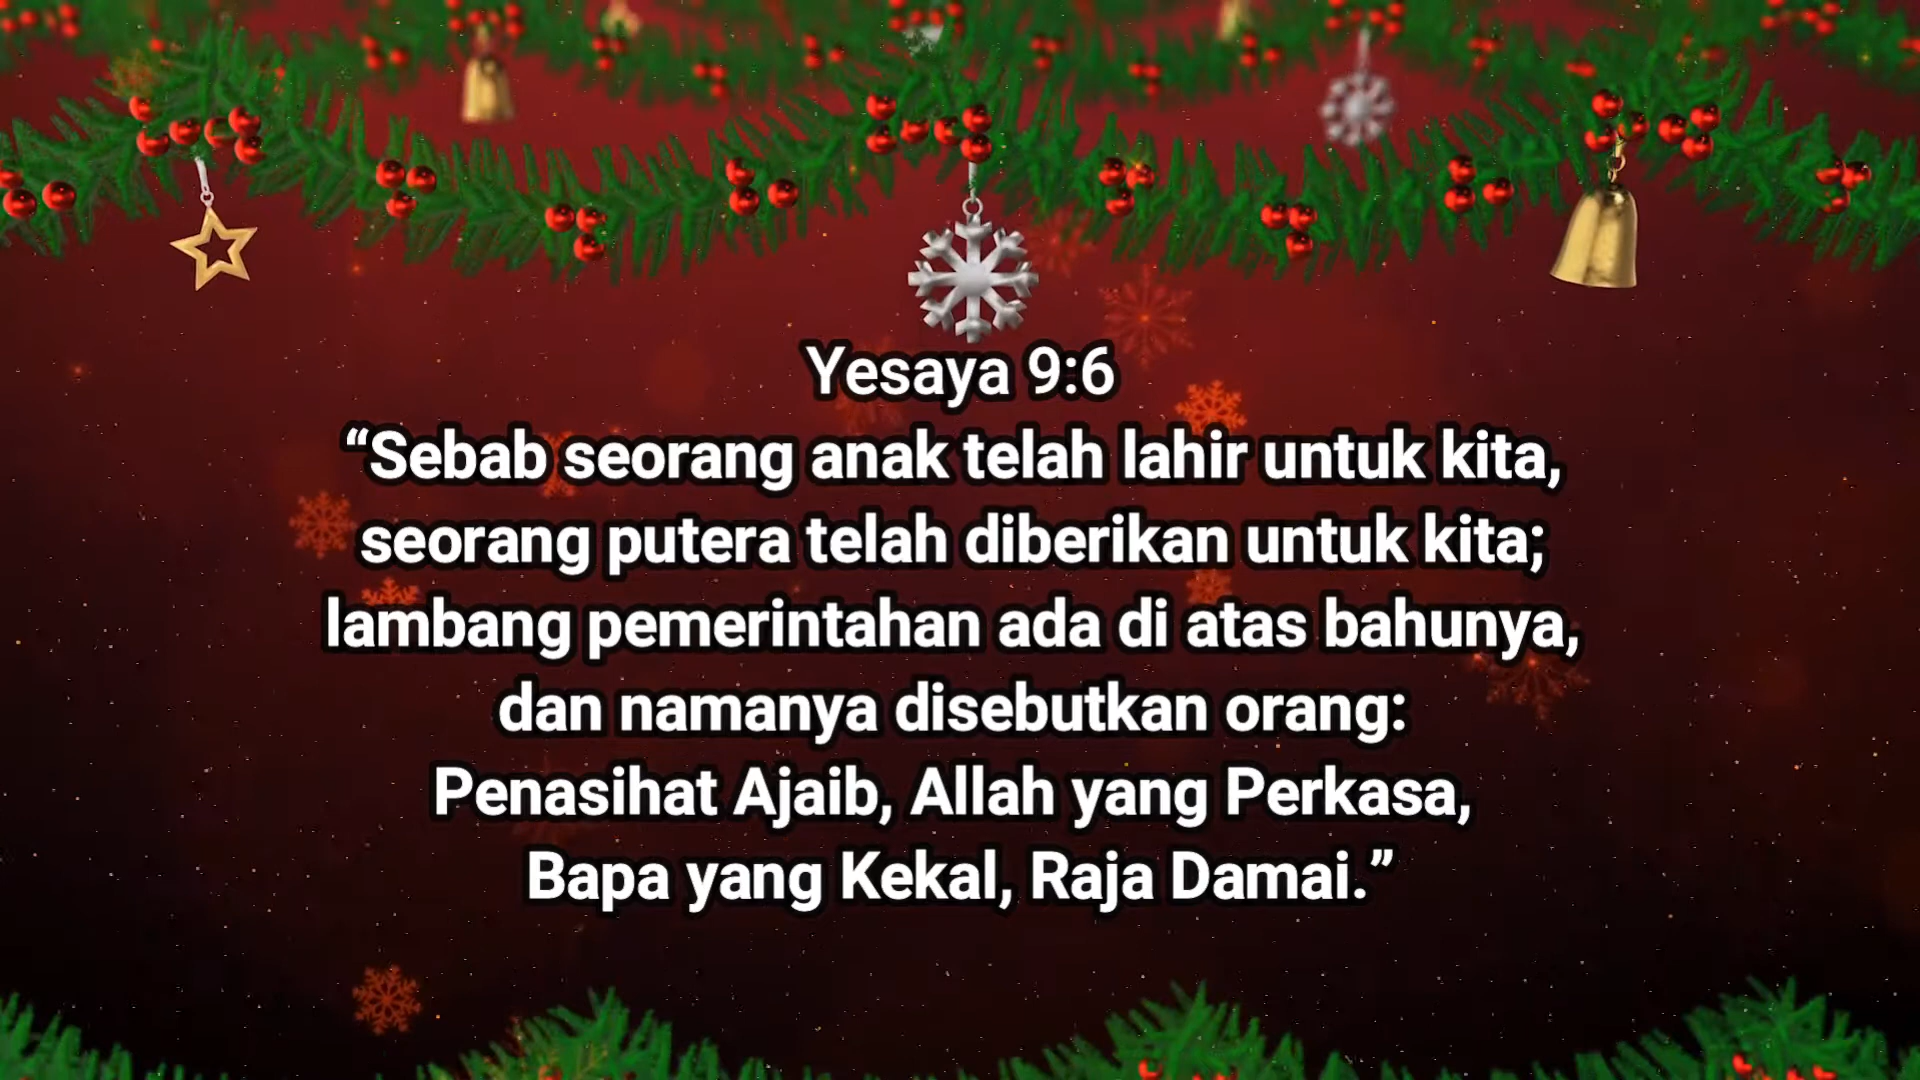 Yesaya 9:6
“Sebab seorang anak telah lahir untuk kita,
seorang putera telah diberikan untuk kita;
lambang pemerintahan ada di atas bahunya,
dan namanya disebutkan orang:
Penasihat Ajaib, Allah yang Perkasa,
Bapa yang Kekal, Raja Damai.”